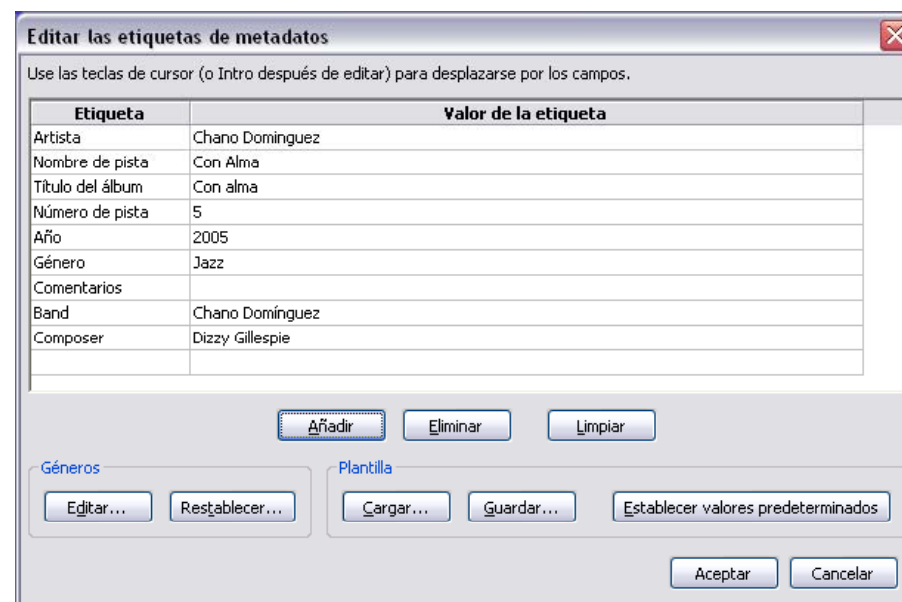 Editar las etiquetas de metadatos
Use las teclas de cursor (o Intro después de editar) para desplazarse por los campos.
Etiqueta Valor de la etiqueta
Artista Chano Dominguez
Nombre de pista Con Alma
Título del álbum Con alma
Número de pista 5
Año 2005
Género Jazz
Comentarios
Band Chano Domínguez
Composer Dizzy Gillespie
Añadir Eliminar Limpiar
Géneros Plantilla
Editar... Restablecer... Cargar... Guardar... Establecer valores predeterminados
Aceptar Cancelar